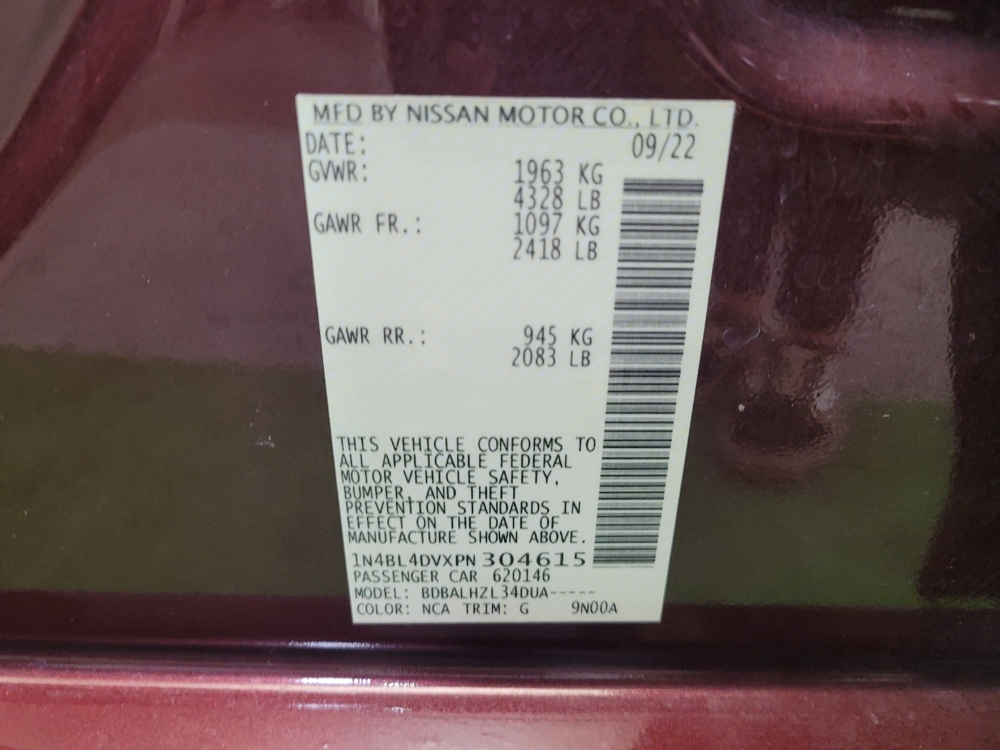 MFD BY NISSAN MOTOR CO., LTD.
DATE: 09/22
GVWR: 1963 KG
4328 LB
GAWR FR.: 1097 KG
2418 LB
GAWR RR.: 945 KG
2083 LB
THIS VEHICLE CONFORMS TO
ALL APPLICABLE FEDERAL
MOTOR VEHICLE SAFETY,
BUMPER, AND THEFT
PREVENTION STANDARDS IN
EFFECT ON THE DATE OF
MANUFACTURE SHOWN ABOVE.
1N4BL4DVXPN304615
PASSENGER CAR 620146
MODEL: BDBALHZL34DUA-----
COLOR: NCA TRIM: G 9N00A